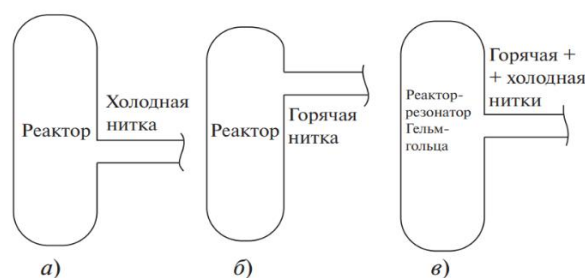 Реактор
Холодная
нитка
а)
Реактор
Горячая
нитка
б)
Реактор-
резонатор
Гельм-
гольца
Горячая +
+ холодная
нитки
в)